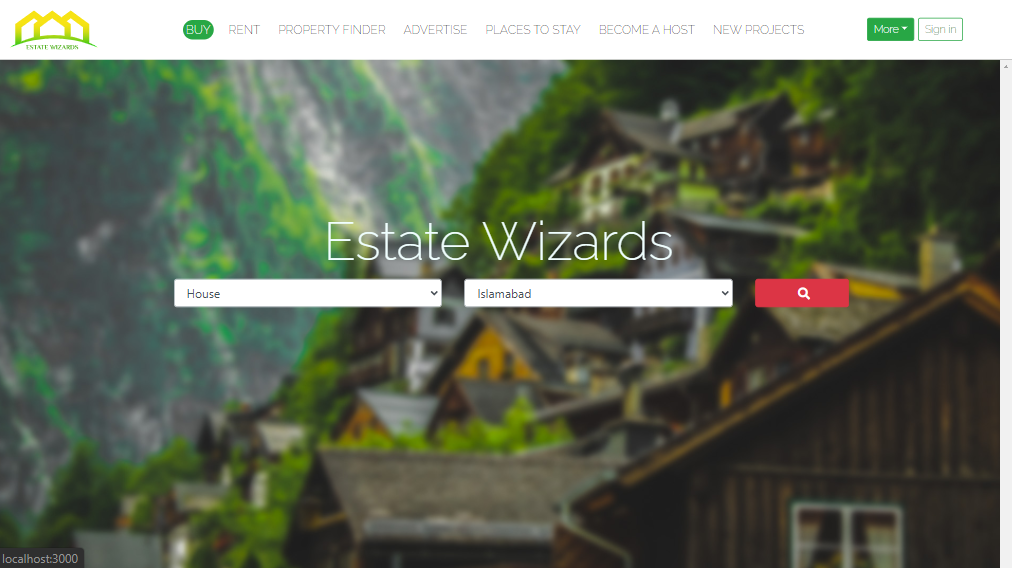 ESTATE WIZARDS
BUY RENT PROPERTY FINDER ADVERTISE PLACES TO STAY BECOME A HOST NEW PROJECTS More Sign in
Estate Wizards
House Islamabad
localhost:3000